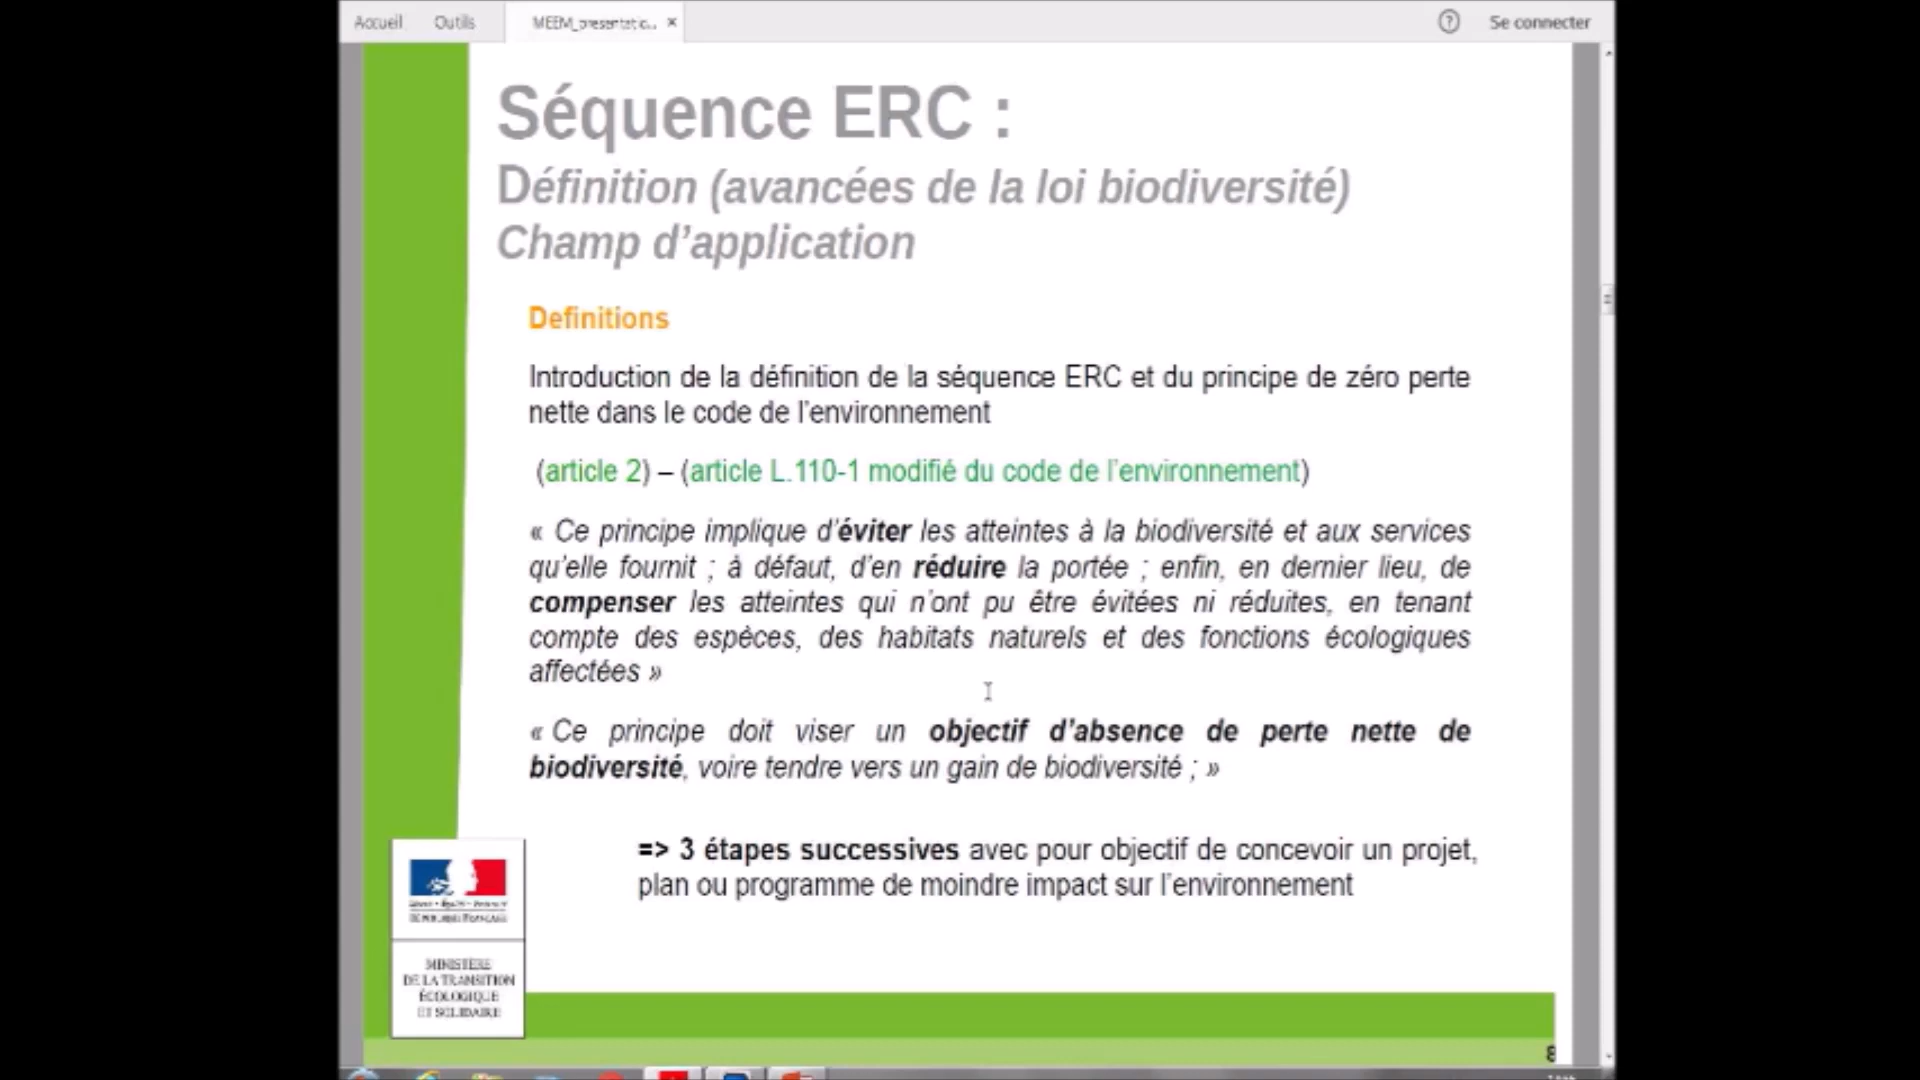 Accueil Outils MEEM_presentatio... × ? Se connecter
Séquence ERC :
Définition (avancées de la loi biodiversité)
Champ d’application
Definitions
Introduction de la définition de la séquence ERC et du principe de zéro perte
nette dans le code de l’environnement
(article 2) – (article L.110-1 modifié du code de l’environnement)
« Ce principe implique d’éviter les atteintes à la biodiversité et aux services
qu’elle fournit ; à défaut, d’en réduire la portée ; enfin, en dernier lieu, de
compenser les atteintes qui n’ont pu être évitées ni réduites, en tenant
compte des espèces, des habitats naturels et des fonctions écologiques
affectées »
« Ce principe doit viser un objectif d’absence de perte nette de
biodiversité, voire tendre vers un gain de biodiversité ; »
=> 3 étapes successives avec pour objectif de concevoir un projet,
plan ou programme de moindre impact sur l’environnement
Liberté • Égalité • Fraternité
RÉPUBLIQUE FRANÇAISE
MINISTÈRE
DE LA TRANSITION
ÉCOLOGIQUE
ET SOLIDAIRE
8